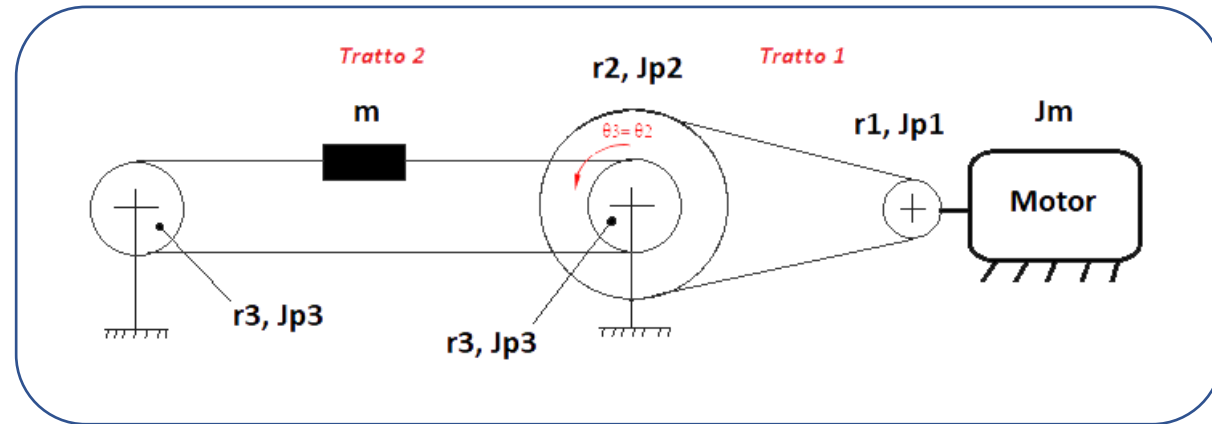 Tratto 2
r2, Jp2
Tratto 1
m
r1, Jp1
Jm
θ3= θ2
Motor
r3, Jp3
r3, Jp3